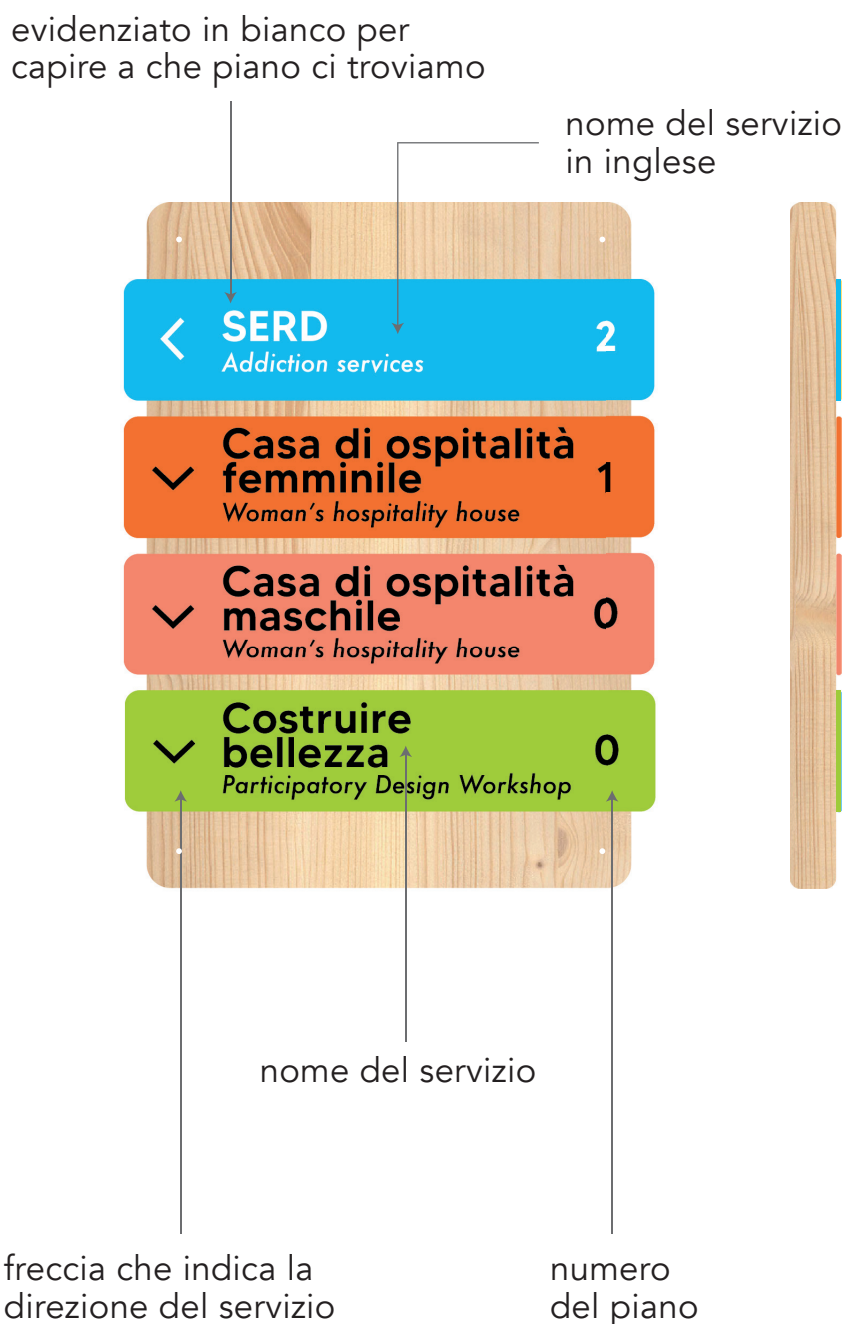 evidenziato in bianco per
capire a che piano ci troviamo
nome del servizio
in inglese
SERD
Addiction services
2
Casa di ospitalità
femminile
Woman's hospitality house
1
Casa di ospitalità
maschile
Woman's hospitality house
0
Costruire
bellezza
Participatory Design Workshop
0
nome del servizio
freccia che indica la
direzione del servizio
numero
del piano